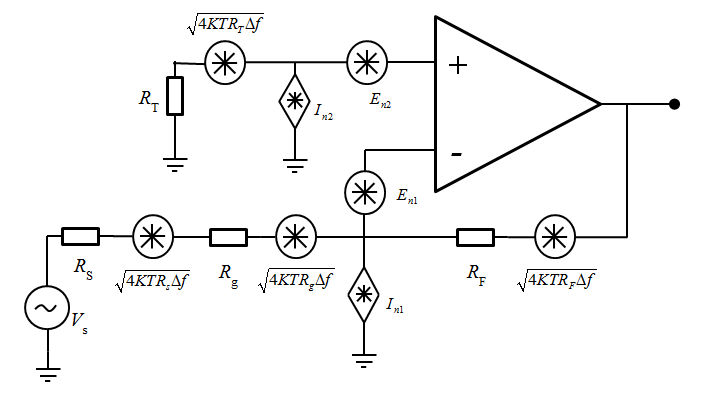 √4KTR_TΔf
+
R_T
I_n2
E_n2
-
E_n1
R_S
√4KTR_sΔf
R_g
√4KTR_gΔf
R_F
√4KTR_FΔf
I_n1
V_s